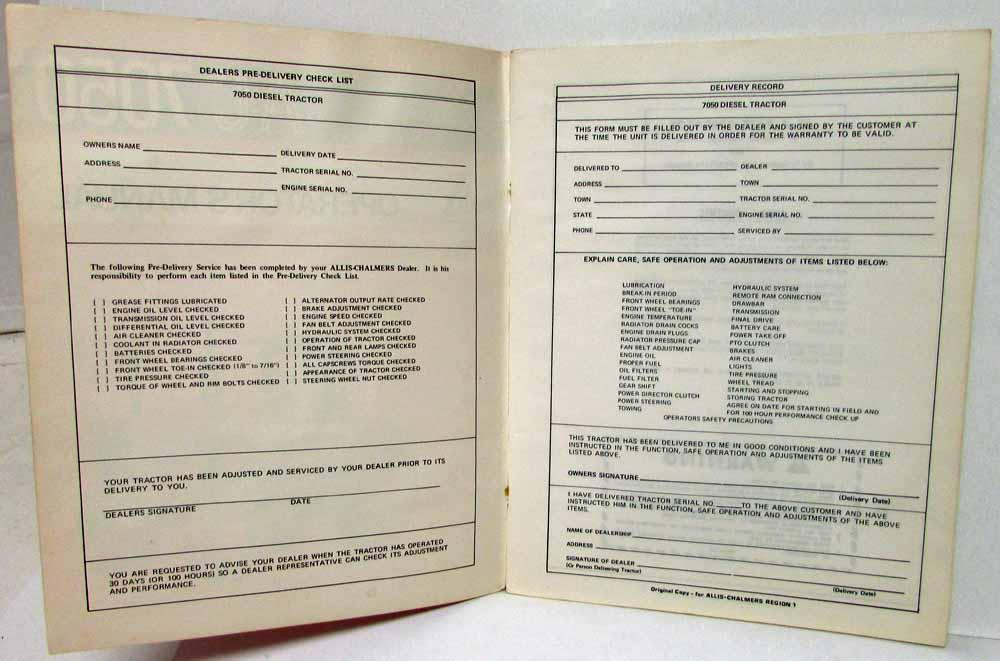 DEALERS PRE-DELIVERY CHECK LIST
7050 DIESEL TRACTOR
OWNERS NAME
DELIVERY DATE
ADDRESS
TRACTOR SERIAL NO.
ENGINE SERIAL NO.
PHONE
The following Pre-Delivery Service has been completed by your ALLIS-CHALMERS Dealer. It is his
responsibility to perform each item listed in the Pre-Delivery Check List.
[ ] GREASE FITTINGS LUBRICATED
[ ] ENGINE OIL LEVEL CHECKED
[ ] TRANSMISSION OIL LEVEL CHECKED
[ ] DIFFERENTIAL OIL LEVEL CHECKED
[ ] AIR CLEANER CHECKED
[ ] COOLANT IN RADIATOR CHECKED
[ ] BATTERIES CHECKED
[ ] FRONT WHEEL BEARINGS CHECKED
[ ] FRONT WHEEL TOE-IN CHECKED (1/8" to 7/16")
[ ] TIRE PRESSURE CHECKED
[ ] TORQUE OF WHEEL AND RIM BOLTS CHECKED
[ ] ALTERNATOR OUTPUT RATE CHECKED
[ ] BRAKE ADJUSTMENT CHECKED
[ ] ENGINE SPEED CHECKED
[ ] FAN BELT ADJUSTMENT CHECKED
[ ] HYDRAULIC SYSTEM CHECKED
[ ] OPERATION OF TRACTOR CHECKED
[ ] FRONT AND REAR LAMPS CHECKED
[ ] POWER STEERING CHECKED
[ ] ALL CAPSCREWS TORQUE CHECKED
[ ] APPEARANCE OF TRACTOR CHECKED
[ ] STEERING WHEEL NUT CHECKED
YOUR TRACTOR HAS BEEN ADJUSTED AND SERVICED BY YOUR DEALER PRIOR TO ITS
DELIVERY TO YOU.
DEALERS SIGNATURE DATE
YOU ARE REQUESTED TO ADVISE YOUR DEALER WHEN THE TRACTOR HAS OPERATED
30 DAYS (OR 100 HOURS) SO A DEALER REPRESENTATIVE CAN CHECK ITS ADJUSTMENT
AND PERFORMANCE.
DELIVERY RECORD
7050 DIESEL TRACTOR
THIS FORM MUST BE FILLED OUT BY THE DEALER AND SIGNED BY THE CUSTOMER AT
THE TIME THE UNIT IS DELIVERED IN ORDER FOR THE WARRANTY TO BE VALID.
DELIVERED TO DEALER
ADDRESS TOWN
TOWN TRACTOR SERIAL NO.
STATE ENGINE SERIAL NO.
PHONE SERVICED BY
EXPLAIN CARE, SAFE OPERATION AND ADJUSTMENTS OF ITEMS LISTED BELOW:
LUBRICATION
BREAK IN PERIOD
FRONT WHEEL BEARINGS
FRONT WHEEL "TOE-IN"
ENGINE TEMPERATURE
RADIATOR DRAIN COCKS
ENGINE DRAIN PLUGS
RADIATOR PRESSURE CAP
FAN BELT ADJUSTMENT
ENGINE OIL
PROPER FUEL
OIL FILTERS
FUEL FILTER
GEAR SHIFT
POWER DIRECTOR CLUTCH
POWER STEERING
TOWING
HYDRAULIC SYSTEM
REMOTE RAM CONNECTION
DRAWBAR
TRANSMISSION
FINAL DRIVE
BATTERY CARE
POWER TAKE-OFF
PTO CLUTCH
BRAKES
AIR CLEANER
LIGHTS
TIRE PRESSURE
WHEEL TREAD
STARTING AND STOPPING
STORING TRACTOR
AGREE ON DATE FOR STARTING IN FIELD AND
FOR 100 HOUR PERFORMANCE CHECK UP
OPERATORS SAFETY PRECAUTIONS
THIS TRACTOR HAS BEEN DELIVERED TO ME IN GOOD CONDITIONS AND I HAVE BEEN
INSTRUCTED IN THE FUNCTION, SAFE OPERATION AND ADJUSTMENTS OF THE ITEMS
LISTED ABOVE.
OWNERS SIGNATURE
(Delivery Date)
I HAVE DELIVERED TRACTOR SERIAL NO. TO THE ABOVE CUSTOMER AND HAVE
INSTRUCTED HIM IN THE FUNCTION, SAFE OPERATION AND ADJUSTMENTS OF THE ABOVE
ITEMS.
NAME OF DEALERSHIP
ADDRESS
SIGNATURE OF DEALER
(Or Person Delivering Tractor) (Delivery Date)
Original Copy - for ALLIS-CHALMERS REGION 1